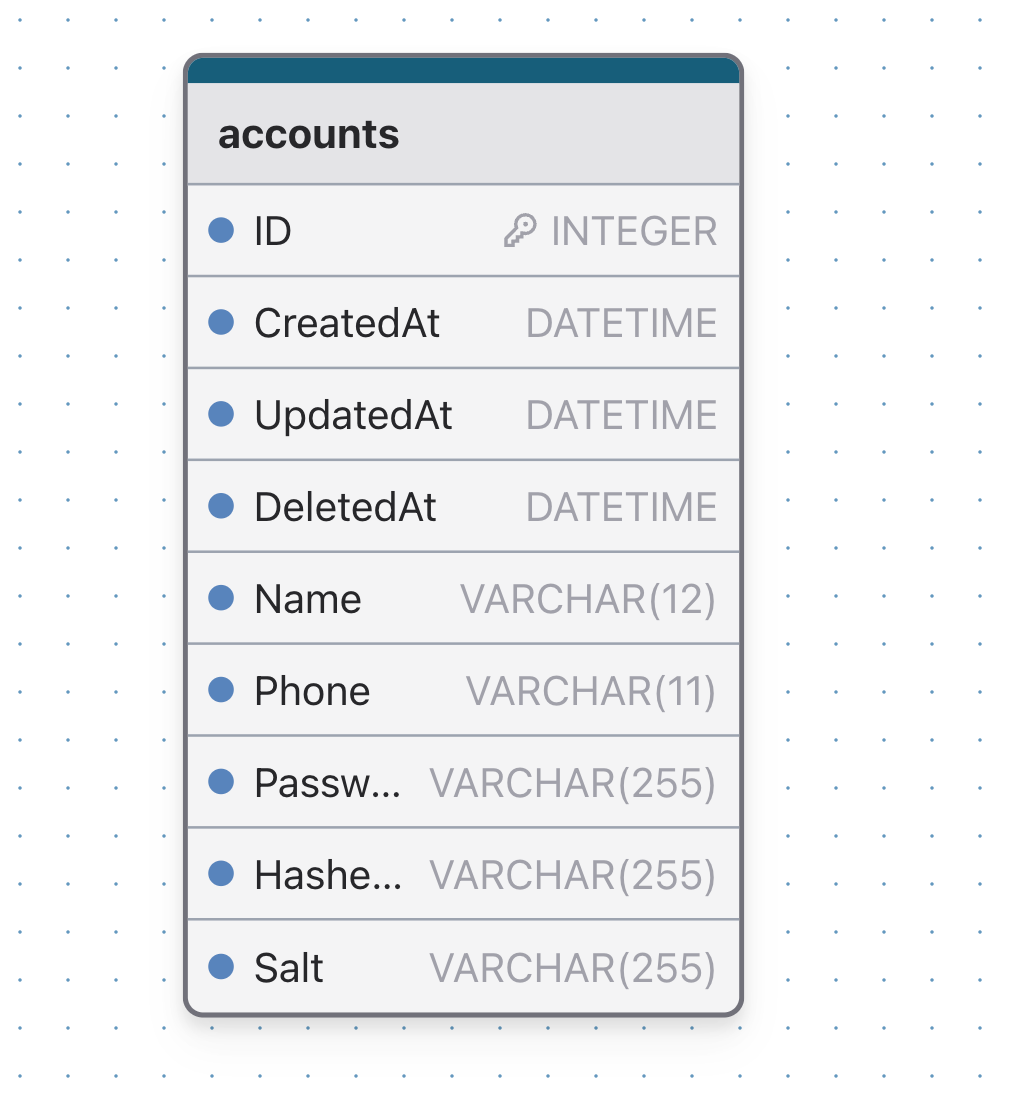 accounts
ID INTEGER
CreatedAt DATETIME
UpdatedAt DATETIME
DeletedAt DATETIME
Name VARCHAR(12)
Phone VARCHAR(11)
Passw... VARCHAR(255)
Hashe... VARCHAR(255)
Salt VARCHAR(255)